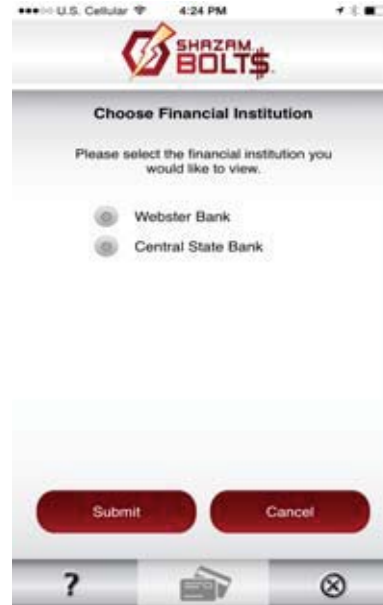 U.S. Cellular 4:24 PM
SHAZAM
BOLT$
Choose Financial Institution
Please select the financial institution you
would like to view.
Webster Bank
Central State Bank
Submit Cancel
?